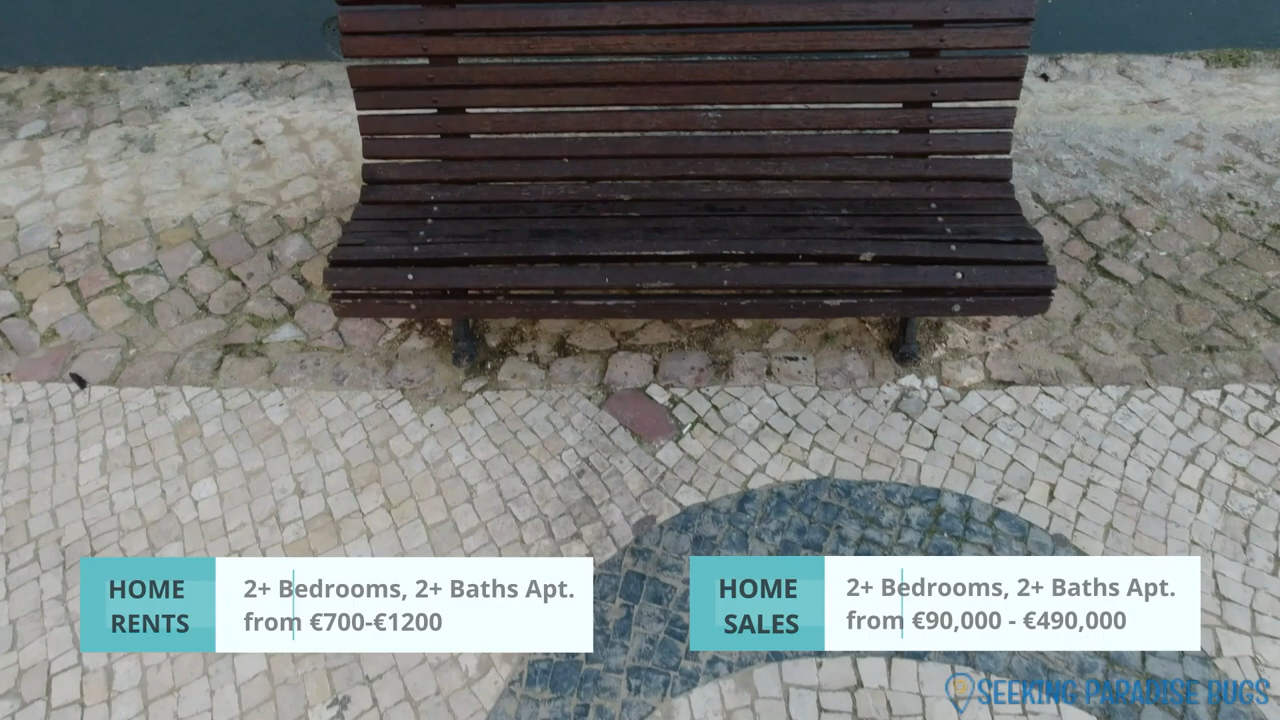 HOME
RENTS
2+ Bedrooms, 2+ Baths Apt.
from €700-€1200
HOME
SALES
2+ Bedrooms, 2+ Baths Apt.
from €90,000 - €490,000
SEEKING PARADISE DUGS